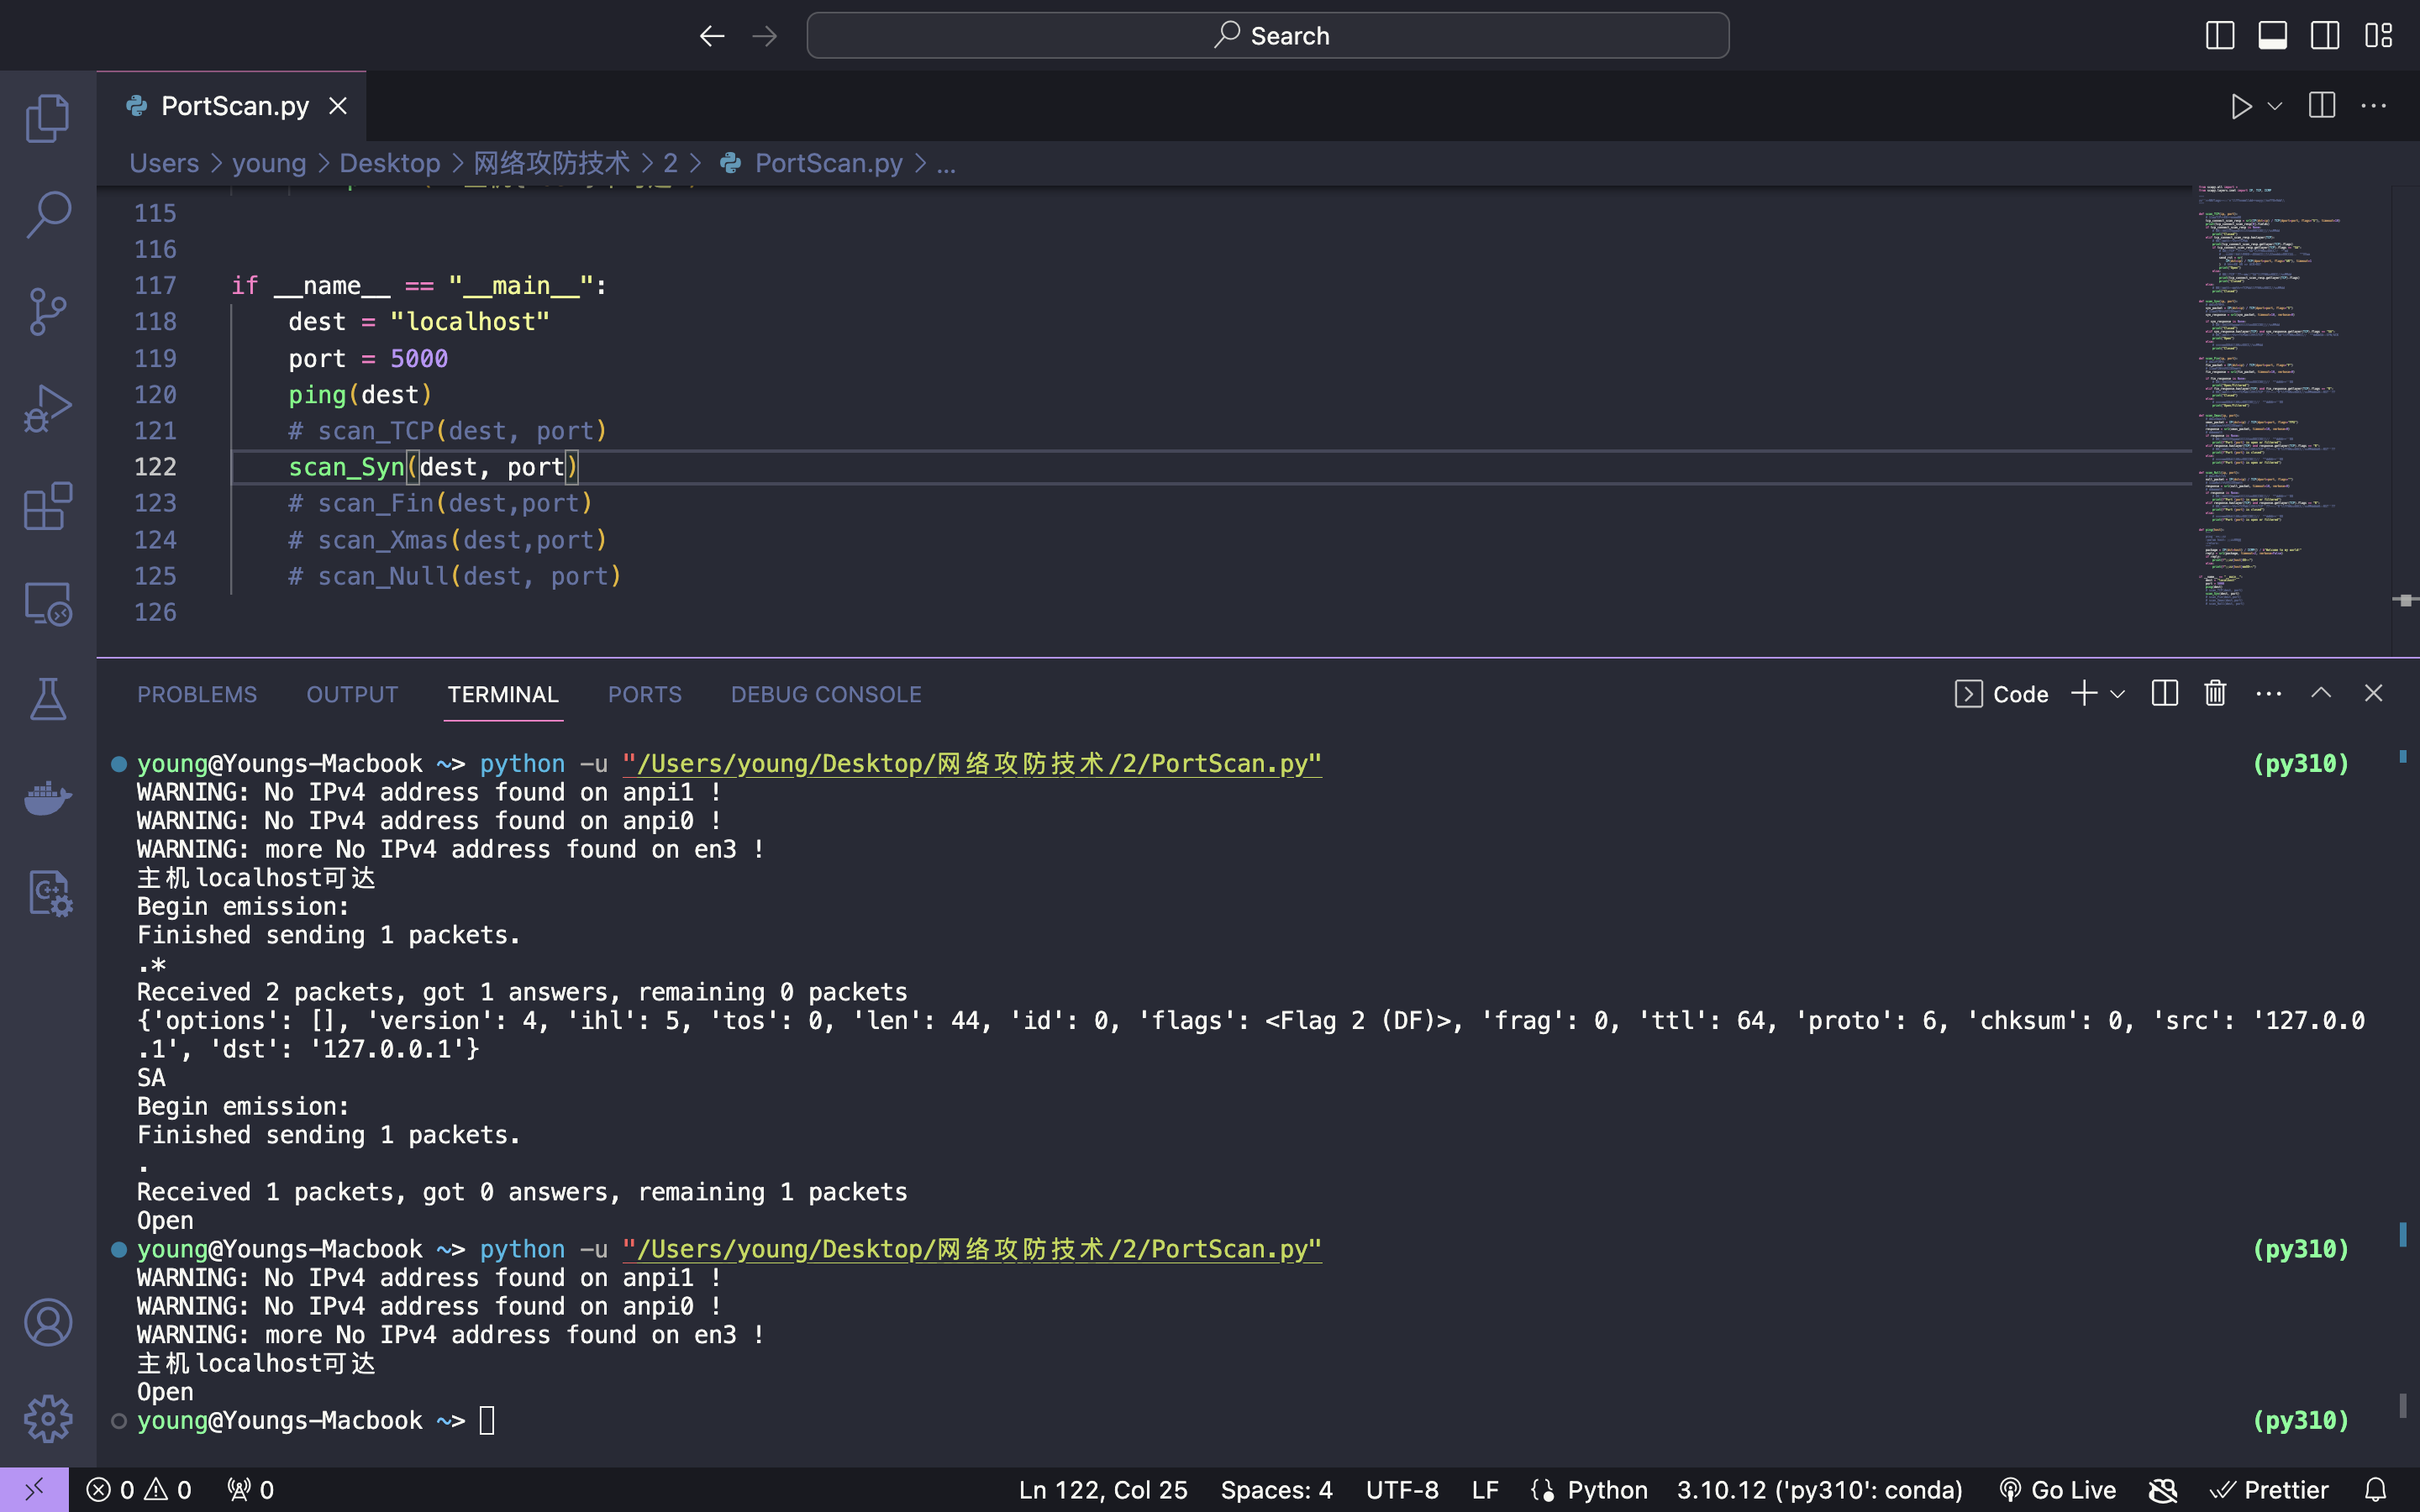 Search
PortScan.py
Users > young > Desktop > 网络攻防技术 > 2 > PortScan.py > ...
115
116
117 if __name__ == "__main__":
118 dest = "localhost"
119 port = 5000
120 ping(dest)
121 # scan_TCP(dest, port)
122 scan_Syn(dest, port)
123 # scan_Fin(dest,port)
124 # scan_Xmas(dest,port)
125 # scan_Null(dest, port)
126
PROBLEMS OUTPUT TERMINAL PORTS DEBUG CONSOLE Code
young@Youngs-Macbook ~> python -u "/Users/young/Desktop/网络攻防技术/2/PortScan.py" (py310)
WARNING: No IPv4 address found on anpi1 !
WARNING: No IPv4 address found on anpi0 !
WARNING: more No IPv4 address found on en3 !
主机localhost可达
Begin emission:
Finished sending 1 packets.
.*
Received 2 packets, got 1 answers, remaining 0 packets
{'options': [], 'version': 4, 'ihl': 5, 'tos': 0, 'len': 44, 'id': 0, 'flags': <Flag 2 (DF)>, 'frag': 0, 'ttl': 64, 'proto': 6, 'chksum': 0, 'src': '127.0.0
.1', 'dst': '127.0.0.1'}
SA
Begin emission:
Finished sending 1 packets.
.
Received 1 packets, got 0 answers, remaining 1 packets
Open
young@Youngs-Macbook ~> python -u "/Users/young/Desktop/网络攻防技术/2/PortScan.py" (py310)
WARNING: No IPv4 address found on anpi1 !
WARNING: No IPv4 address found on anpi0 !
WARNING: more No IPv4 address found on en3 !
主机localhost可达
Open
young@Youngs-Macbook ~> (py310)
0 0 0 Ln 122, Col 25 Spaces: 4 UTF-8 LF Python 3.10.12 ('py310': conda) Go Live Prettier